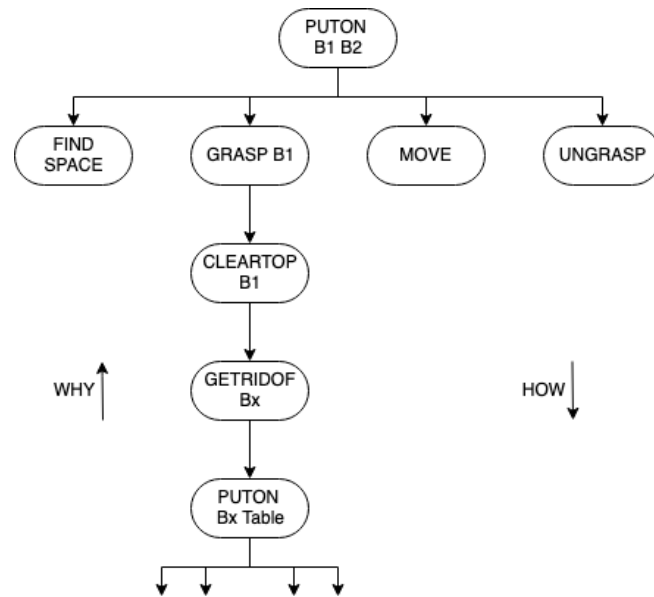 PUTON
B1 B2
FIND
SPACE
GRASP B1
MOVE
UNGRASP
CLEARTOP
B1
WHY
GETRIDOF
Bx
HOW
PUTON
Bx Table